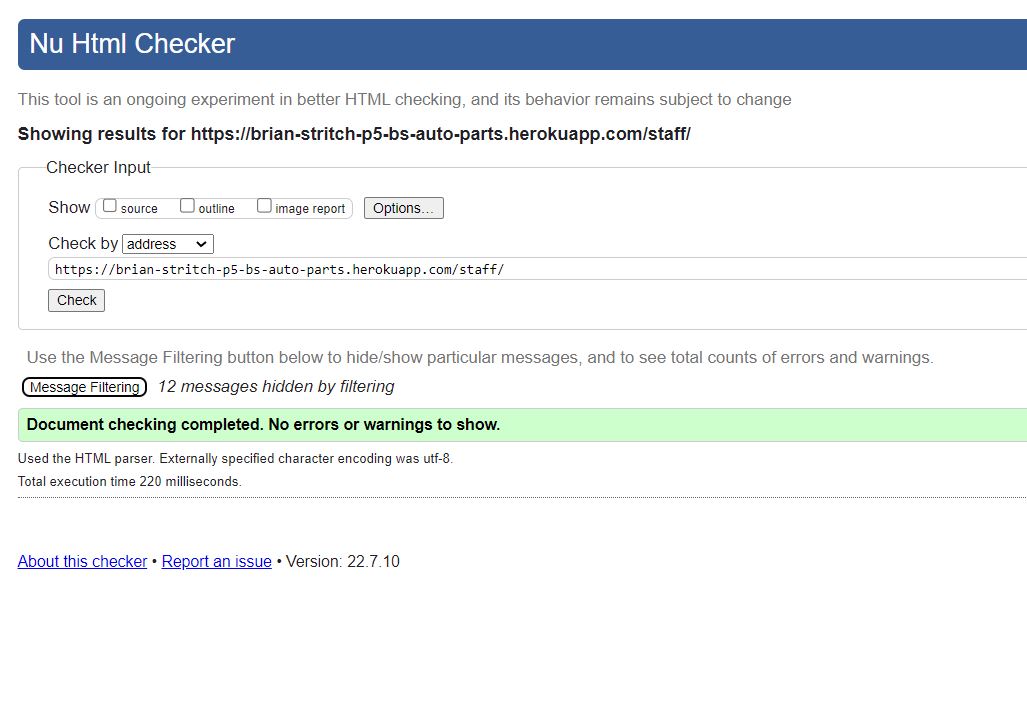 Nu Html Checker
This tool is an ongoing experiment in better HTML checking, and its behavior remains subject to change
Showing results for https://brian-stritch-p5-bs-auto-parts.herokuapp.com/staff/
Checker Input
Show source outline image report Options...
Check by address
https://brian-stritch-p5-bs-auto-parts.herokuapp.com/staff/
Check
Use the Message Filtering button below to hide/show particular messages, and to see total counts of errors and warnings.
Message Filtering 12 messages hidden by filtering
Document checking completed. No errors or warnings to show.
Used the HTML parser. Externally specified character encoding was utf-8.
Total execution time 220 milliseconds.
About this checker • Report an issue • Version: 22.7.10